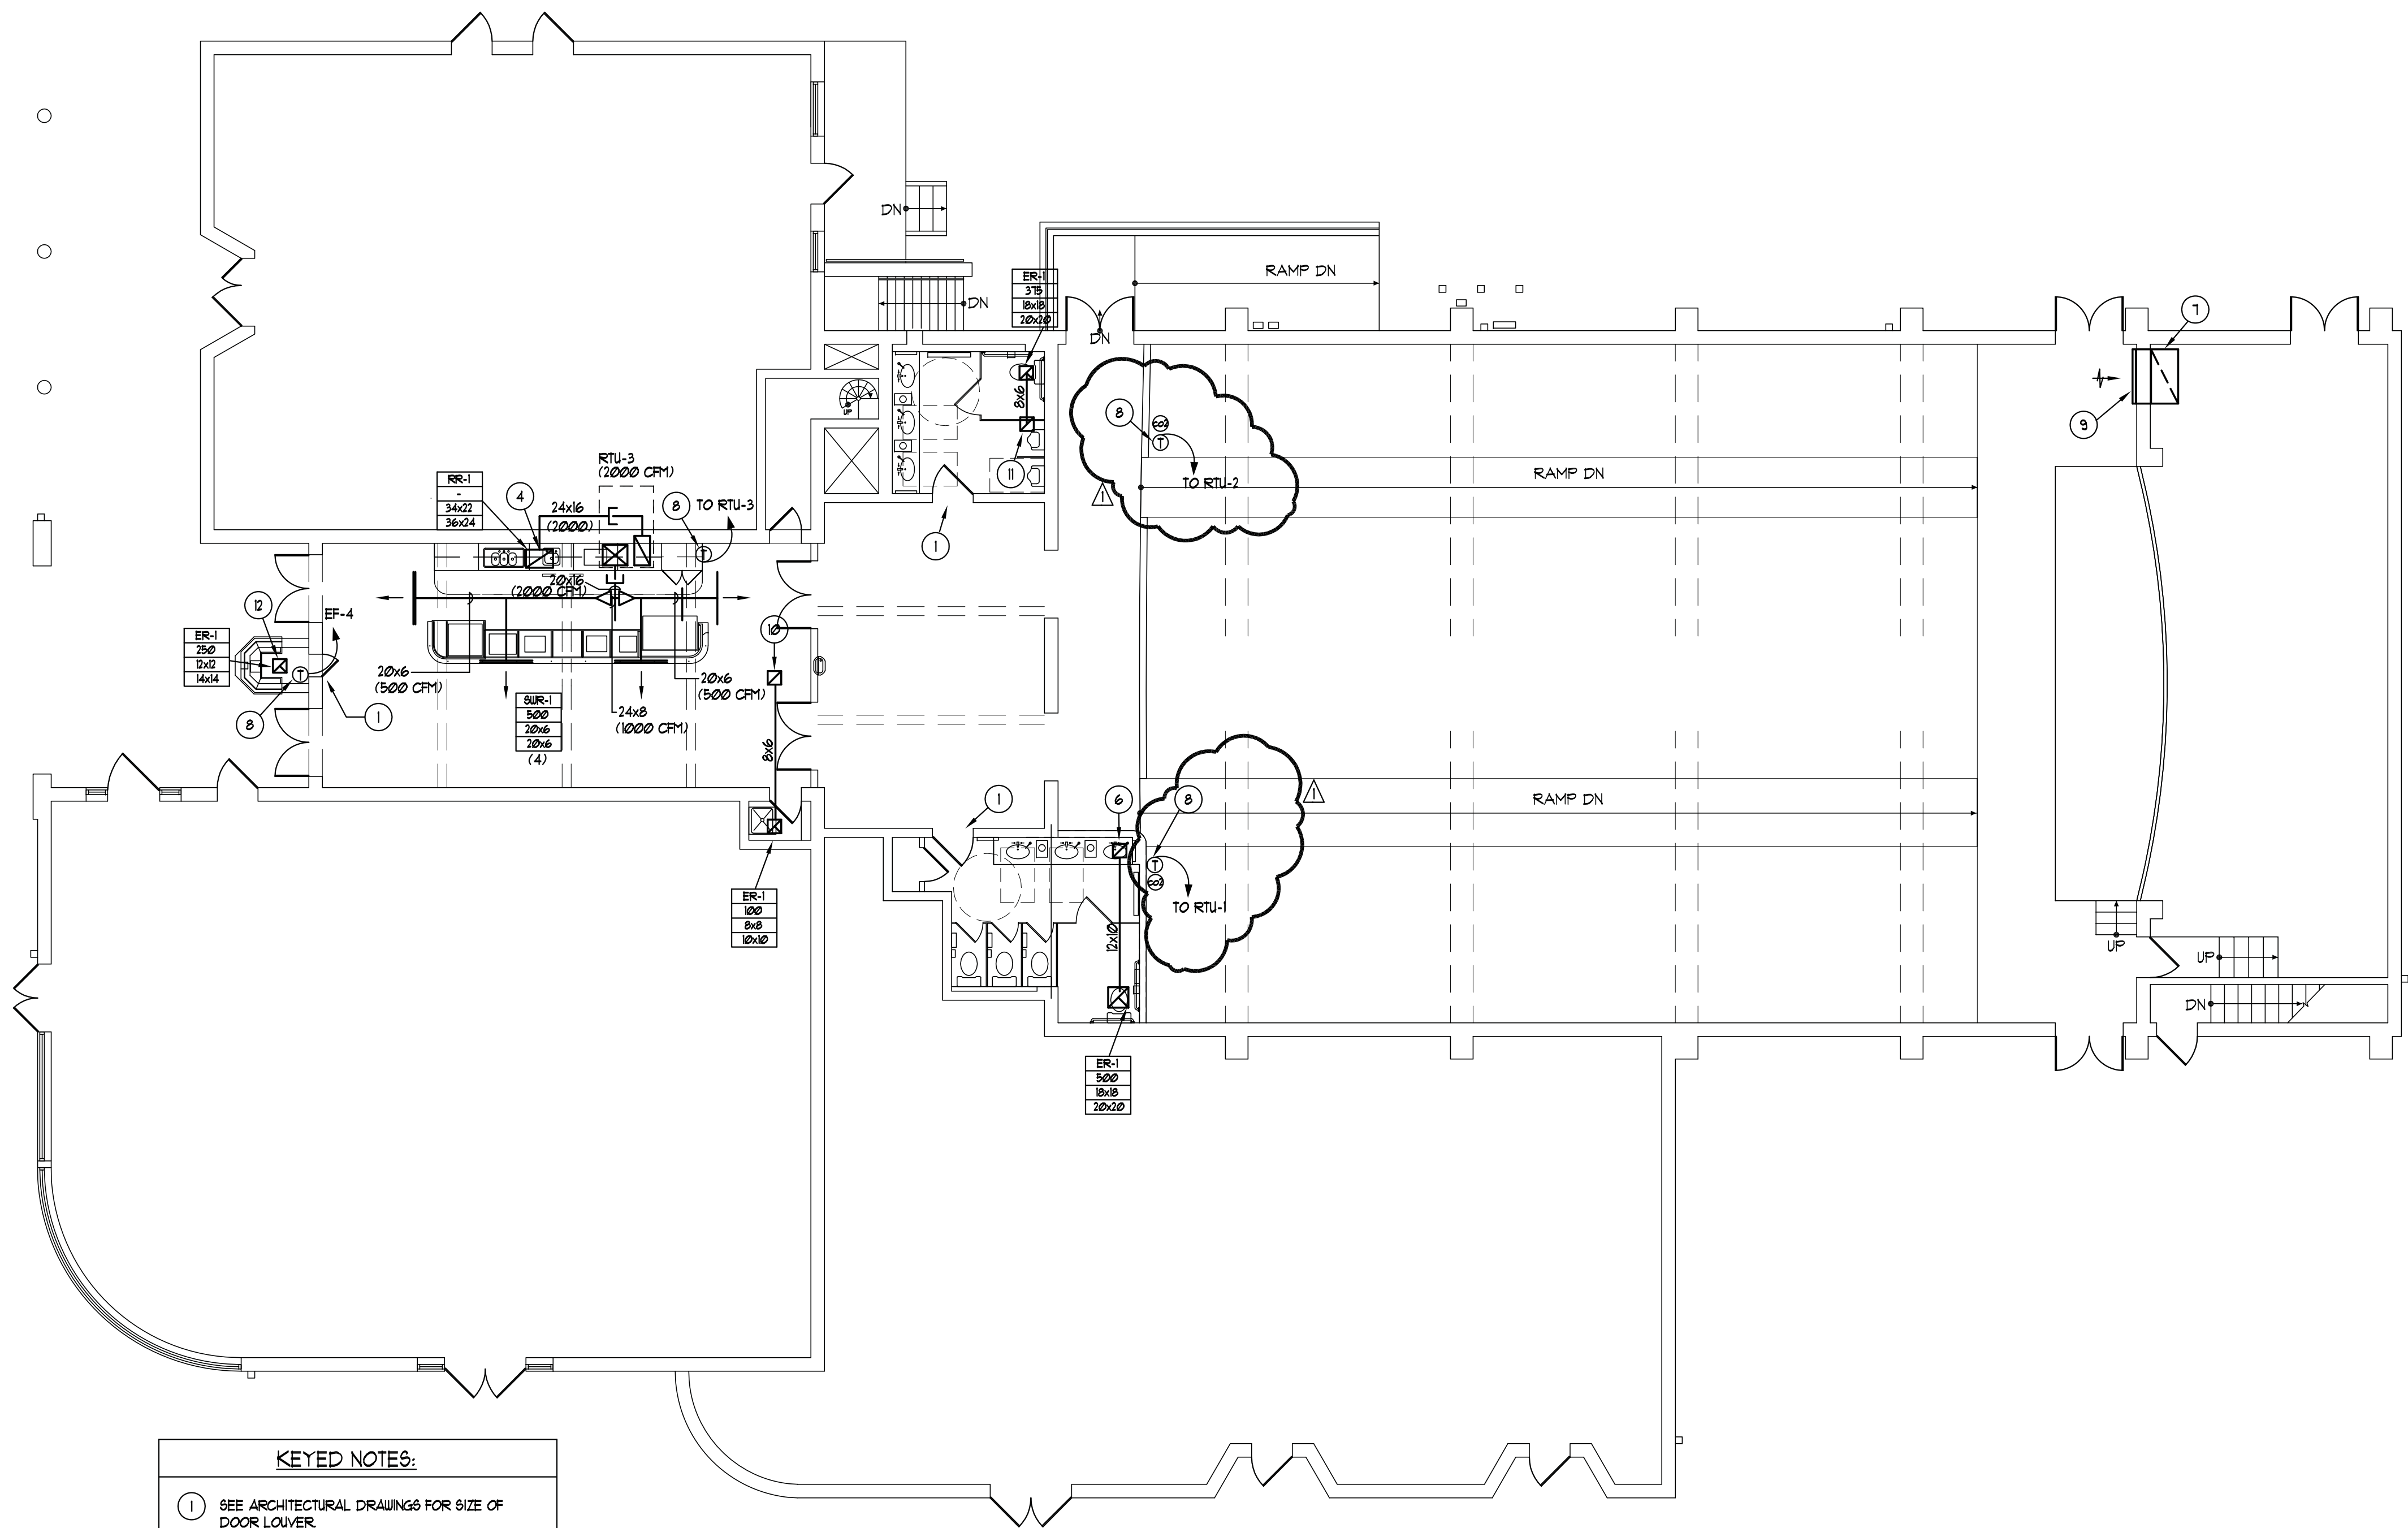 DN
RAMP DN
DN
ER-1
375
18x18
20x20
DN
7
8x6
9
8
CO2
T
TO RTU-2
1
11
RAMP DN
UP
RTU-3
(2000 CFM)
RR-1
-
34x22
36x24
4
24x16
(2000)
8
TO RTU-3
T
1
20x16
(2000 CFM)
12
EF-4
ER-1
250
12x12
14x14
T
8
1
10
20x6
(500 CFM)
20x6
(500 CFM)
SWR-1
500
20x6
20x6
(4)
24x8
(1000 CFM)
8x6
1
6
8
1
RAMP DN
T
CO2
TO RTU-1
ER-1
100
8x8
10x10
12x10
UP
UP
DN
ER-1
500
18x18
20x20
KEYED NOTES:
1 SEE ARCHITECTURAL DRAWINGS FOR SIZE OF
DOOR LOUVER.